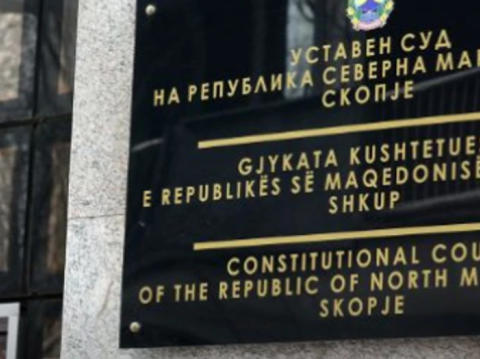 УСТАВЕН СУД
НА РЕПУБЛИКА СЕВЕРНА МА
СКОПЈЕ
GJYKATA KUSHTETUE
E REPUBLIKËS SË MAQEDONISË
SHKUP
CONSTITUTIONAL COU
OF THE REPUBLIC OF NORTH M
SKOPJE